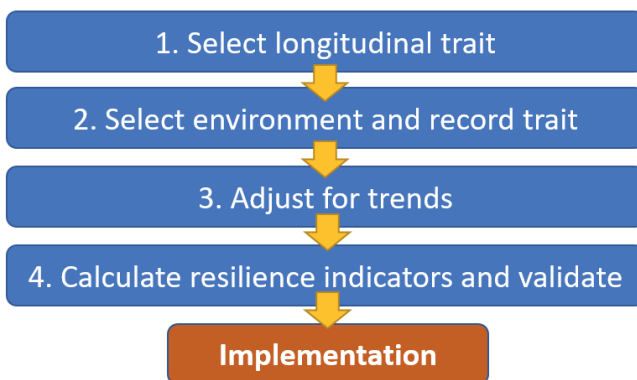 1. Select longitudinal trait
2. Select environment and record trait
3. Adjust for trends
4. Calculate resilience indicators and validate
Implementation